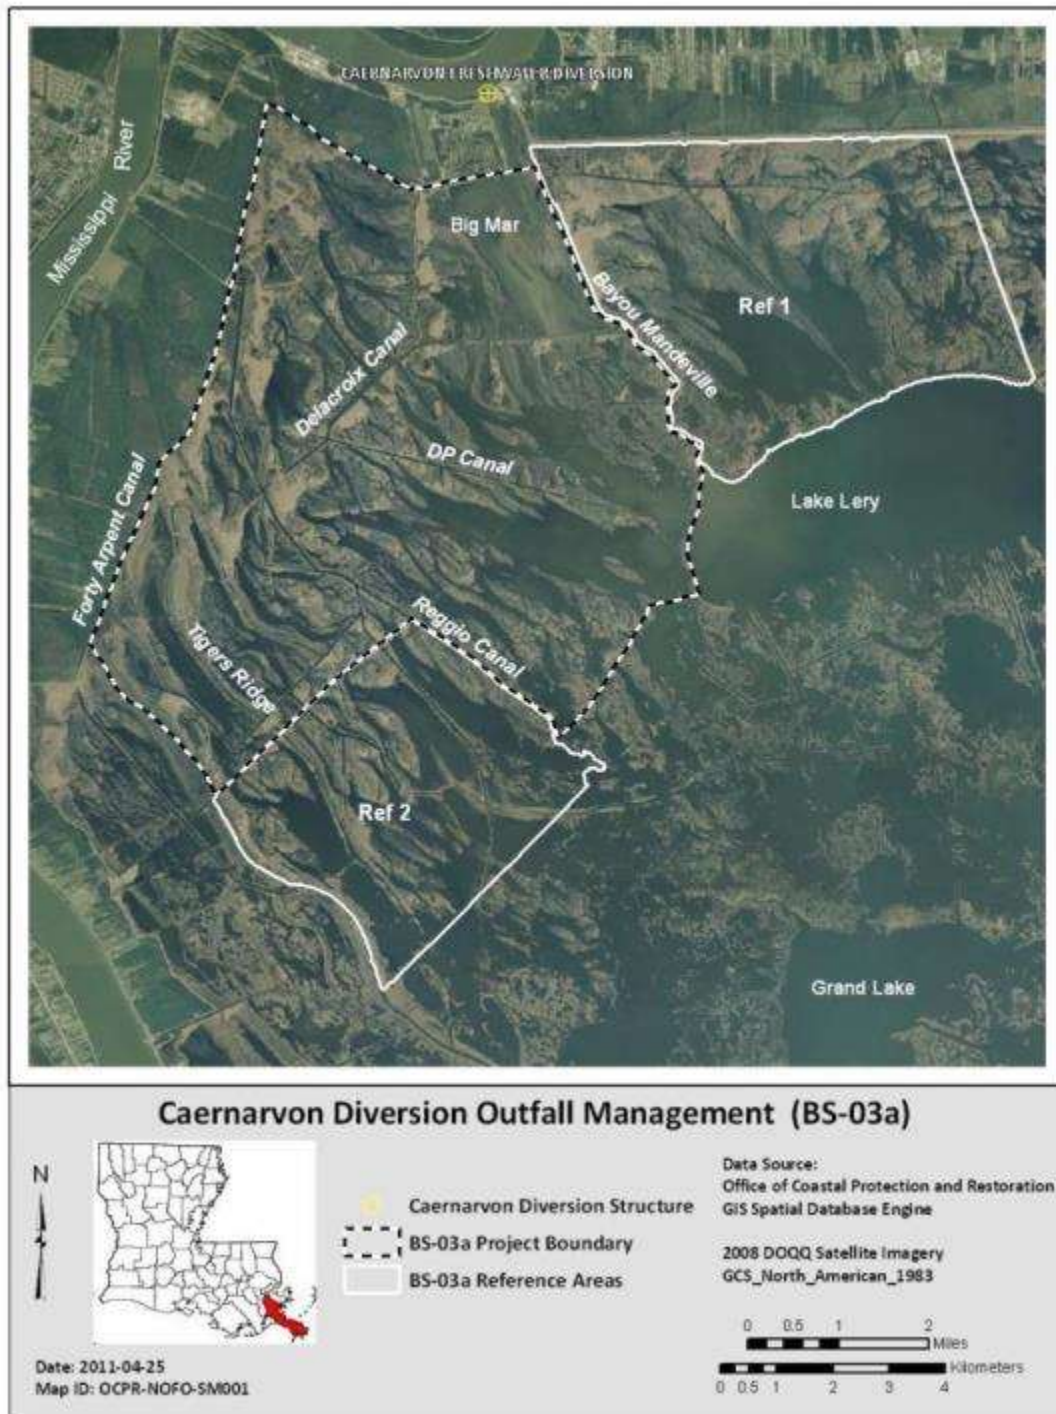 CAERNARVON FRESHWATER DIVERSION
Mississippi River
Big Mar
Bayou Mandeville
Ref 1
Delacroix Canal
DP Canal
Lake Lery
Forty Arpent Canal
Tigers Ridge
Reggio Canal
Ref 2
Grand Lake
Caernarvon Diversion Outfall Management (BS-03a)
N
Caernarvon Diversion Structure
BS-03a Project Boundary
BS-03a Reference Areas
Data Source:
Office of Coastal Protection and Restoration
GIS Spatial Database Engine
2008 DOQQ Satellite Imagery
GCS_North_American_1983
0 0.5 1 2
Miles
Kilometers
0 0.5 1 2 3 4
Date: 2011-04-25
Map ID: OCPR-NOFO-SM001